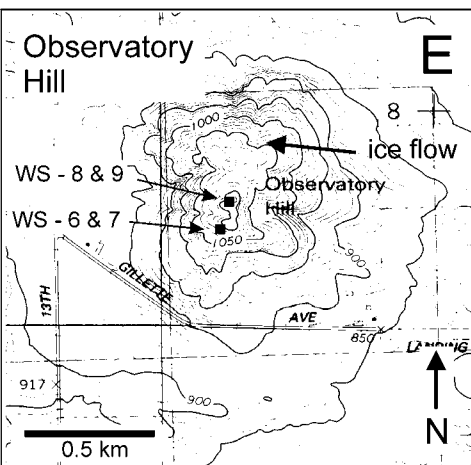 Observatory
Hill
E
8
1000
ice flow
WS - 8 & 9
Observatory
Hill
WS - 6 & 7
1050
900
GILLETTE
AVE
13TH
850
LANDING
917
900
0.5 km
N